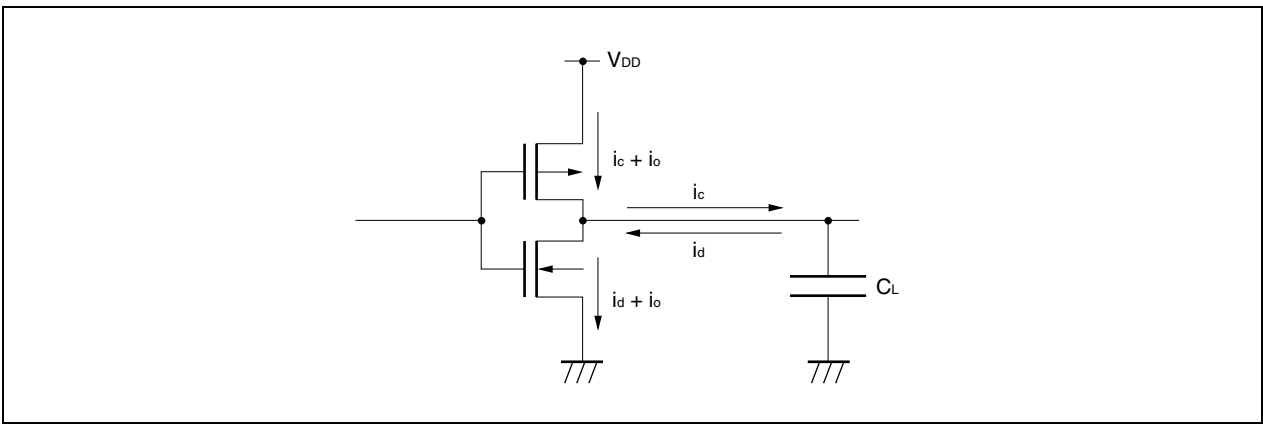 VDD
ic + io
ic
id
id + io
CL